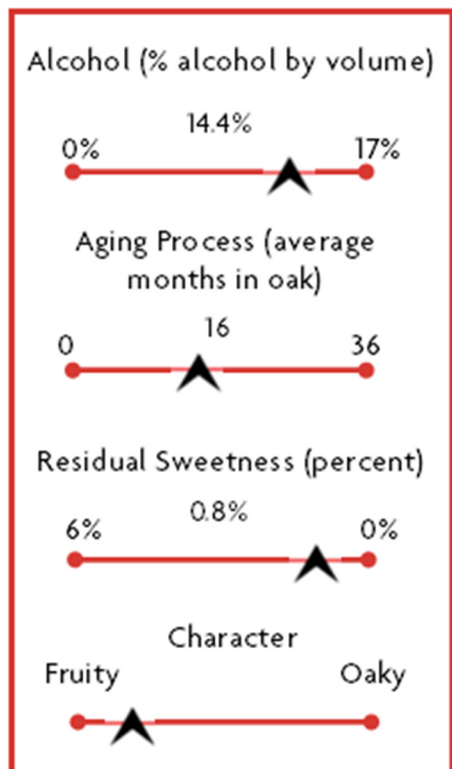 Alcohol (% alcohol by volume)
14.4%
0% 17%
Aging Process (average
months in oak)
16
0 36
Residual Sweetness (percent)
0.8%
6% 0%
Character
Fruity Oaky